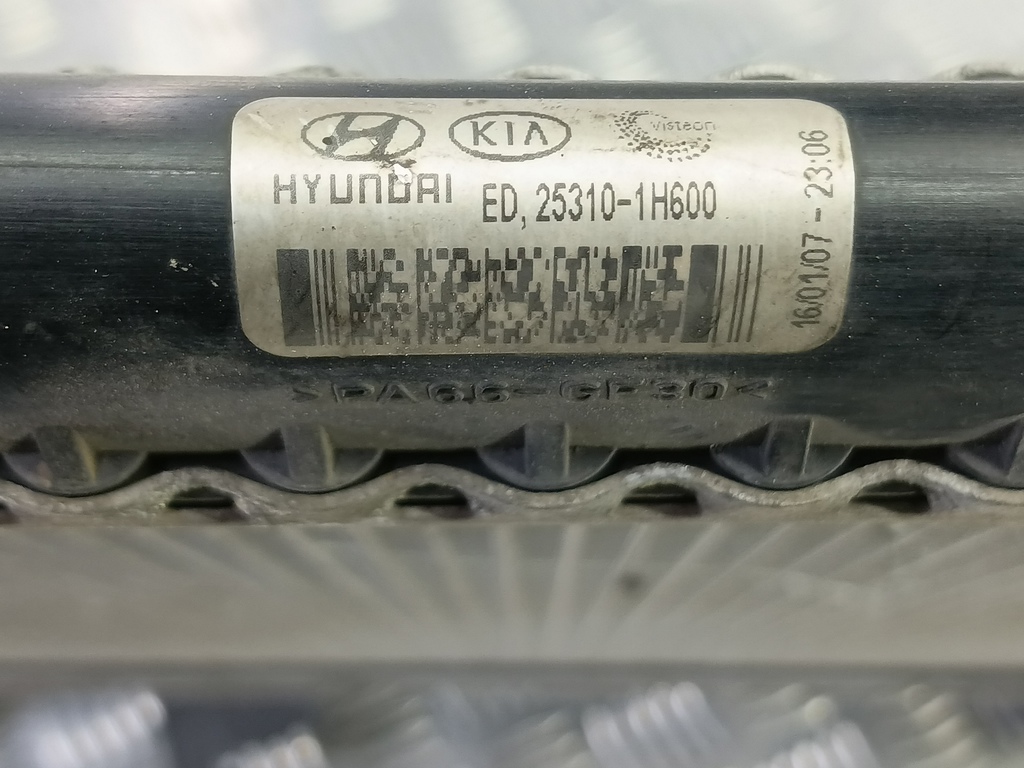 KIA
Visteon
HYUNDAI
ED, 25310-1H600
16/01/07 - 23:06
>PA66-GF30<